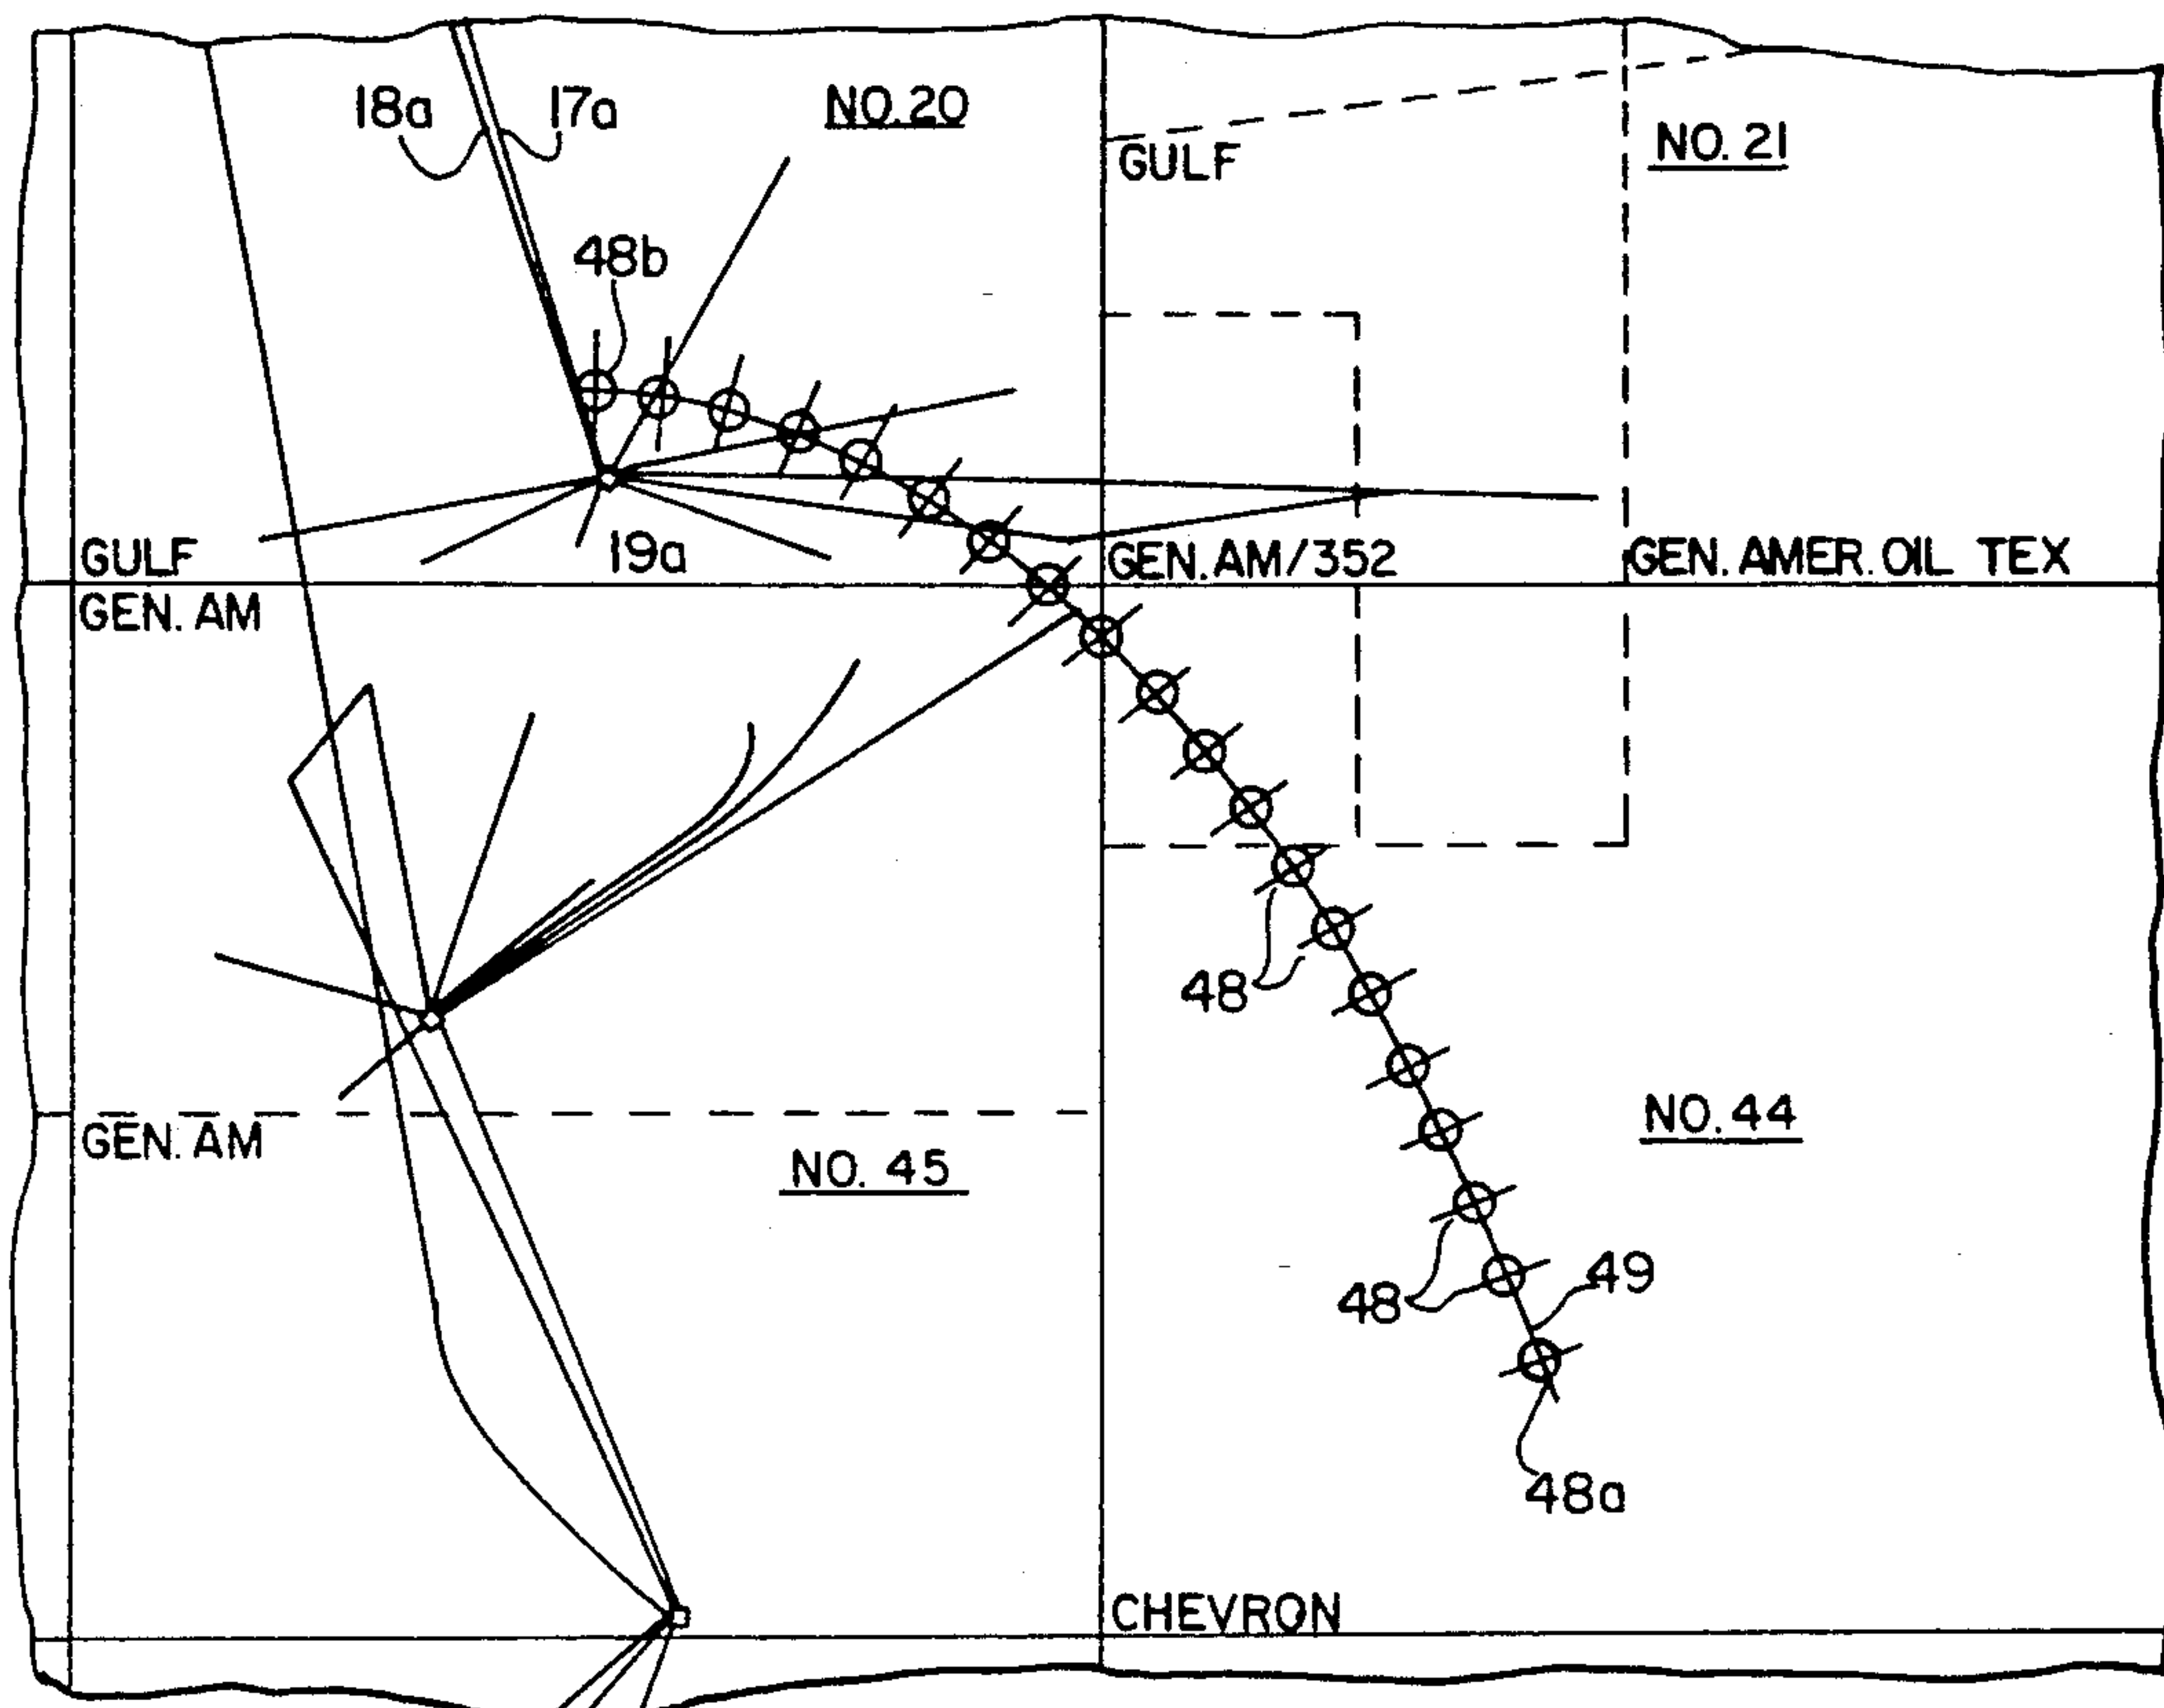 18a
17a
NO. 20
NO. 21
GULF
48b
19a
GULF
GEN. AM/352
GEN. AMER. OIL TEX
GEN. AM
48
GEN. AM
NO. 45
NO. 44
48
49
48a
CHEVRON